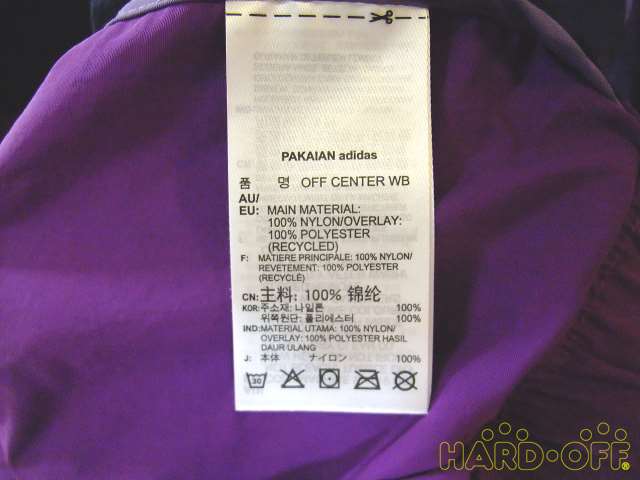 PAKAIAN adidas
품 명 OFF CENTER WB
AU/
EU: MAIN MATERIAL:
100% NYLON/OVERLAY:
100% POLYESTER
(RECYCLED)
F: MATIERE PRINCIPALE: 100% NYLON/
REVETEMENT: 100% POLYESTER
(RECYCLÉ)
CN: 主料: 100% 锦纶
KOR: 주소재: 나일론 100%
위쪽원단: 폴리에스터 100%
IND: MATERIAL UTAMA: 100% NYLON/
OVERLAY: 100% POLYESTER HASIL
DAUR ULANG
J: 本体 ナイロン 100%
30
HARD-OFF